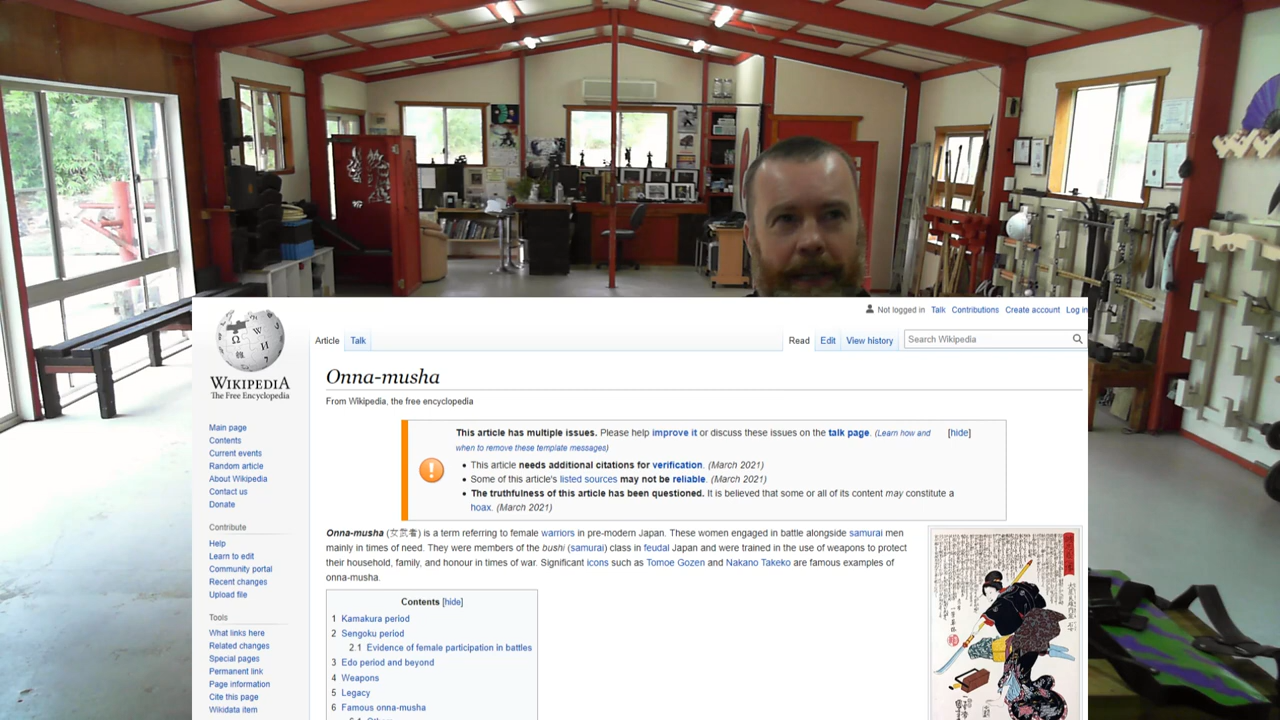 Not logged in Talk Contributions Create account Log in
Article Talk Read Edit View history Search Wikipedia
WIKIPEDIA
The Free Encyclopedia
Onna-musha
From Wikipedia, the free encyclopedia
Main page
Contents
Current events
Random article
About Wikipedia
Contact us
Donate
Contribute
Help
Learn to edit
Community portal
Recent changes
Upload file
Tools
What links here
Related changes
Special pages
Permanent link
Page information
Cite this page
Wikidata item
This article has multiple issues. Please help improve it or discuss these issues on the talk page. (Learn how and [hide]
when to remove these template messages)
• This article needs additional citations for verification. (March 2021)
• Some of this article's listed sources may not be reliable. (March 2021)
• The truthfulness of this article has been questioned. It is believed that some or all of its content may constitute a
hoax. (March 2021)
Onna-musha (女武者) is a term referring to female warriors in pre-modern Japan. These women engaged in battle alongside samurai men
mainly in times of need. They were members of the bushi (samurai) class in feudal Japan and were trained in the use of weapons to protect
their household, family, and honour in times of war. Significant icons such as Tomoe Gozen and Nakano Takeko are famous examples of
onna-musha.
Contents [hide]
1 Kamakura period
2 Sengoku period
2.1 Evidence of female participation in battles
3 Edo period and beyond
4 Weapons
5 Legacy
6 Famous onna-musha